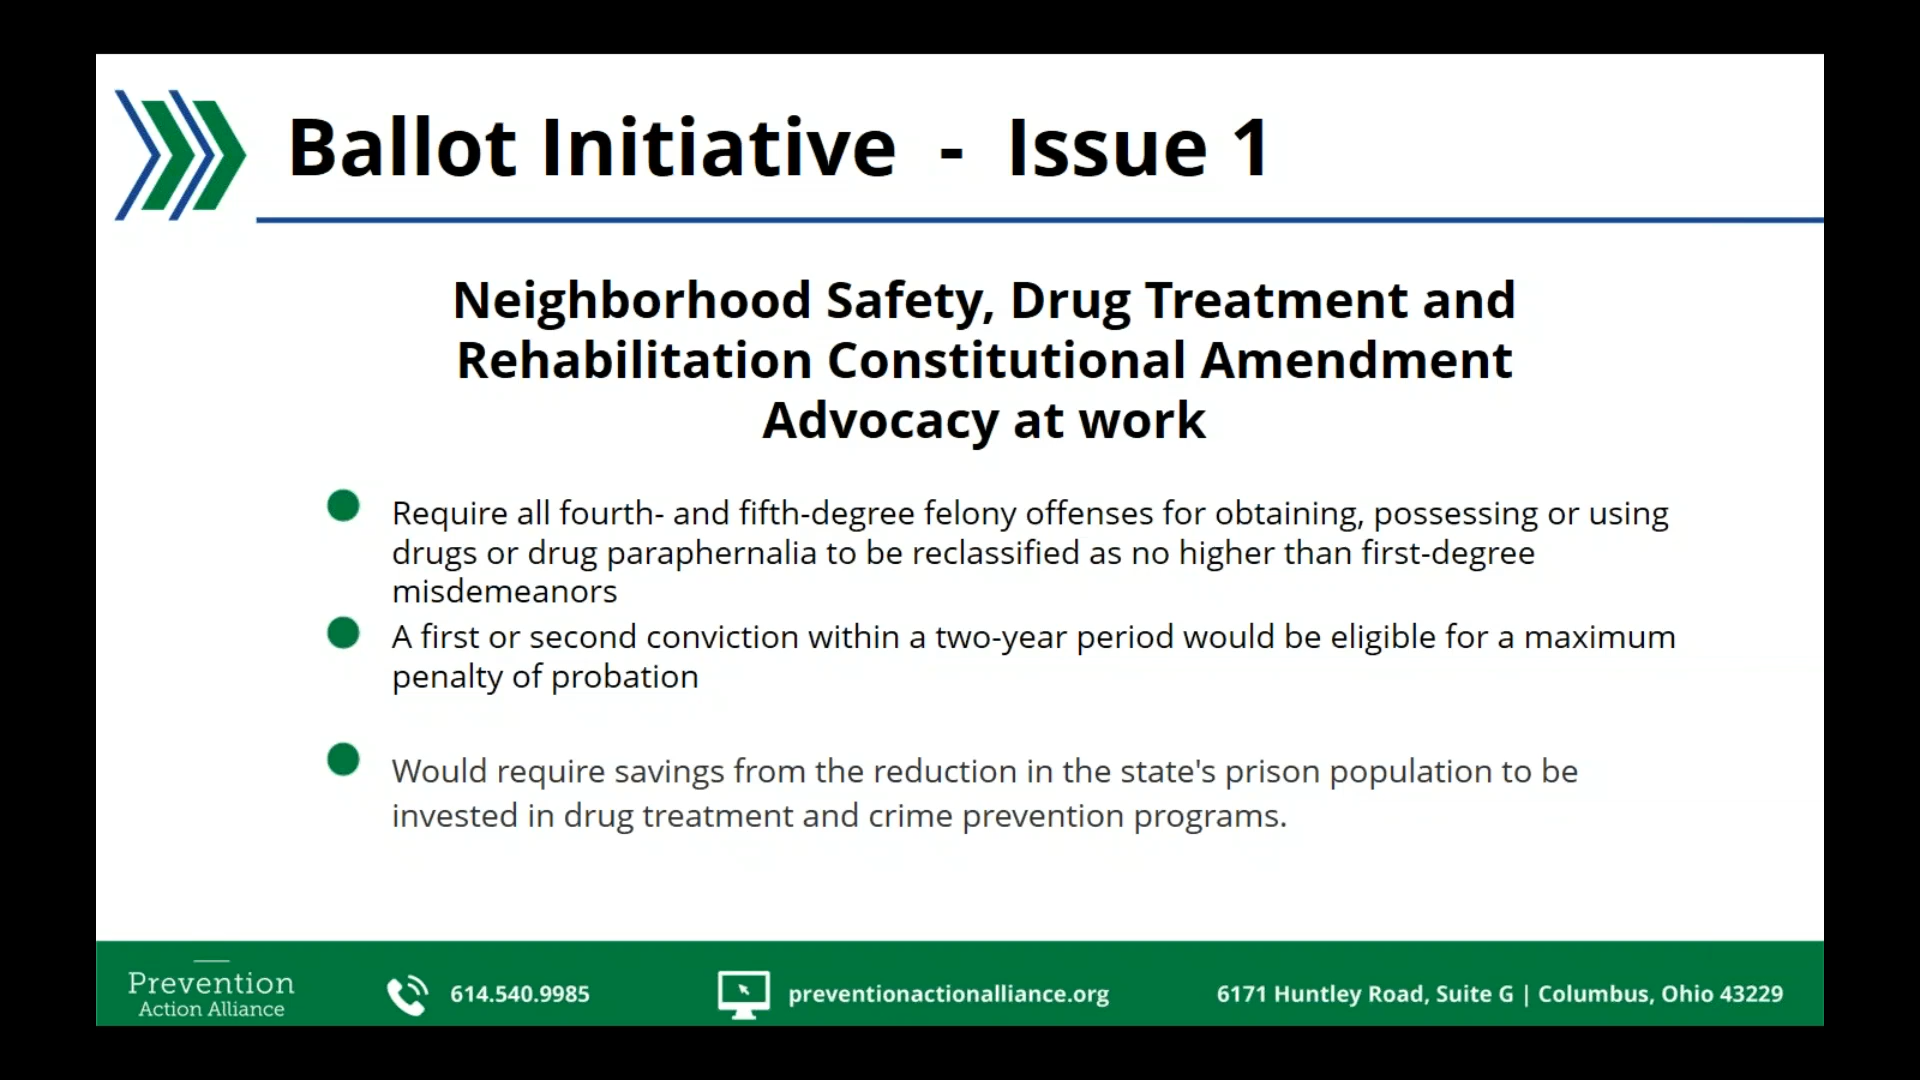 Ballot Initiative - Issue 1
Neighborhood Safety, Drug Treatment and
Rehabilitation Constitutional Amendment
Advocacy at work
Require all fourth- and fifth-degree felony offenses for obtaining, possessing or using
drugs or drug paraphernalia to be reclassified as no higher than first-degree
misdemeanors
A first or second conviction within a two-year period would be eligible for a maximum
penalty of probation
Would require savings from the reduction in the state's prison population to be
invested in drug treatment and crime prevention programs.
Prevention
Action Alliance
614.540.9985
preventionactionalliance.org
6171 Huntley Road, Suite G | Columbus, Ohio 43229